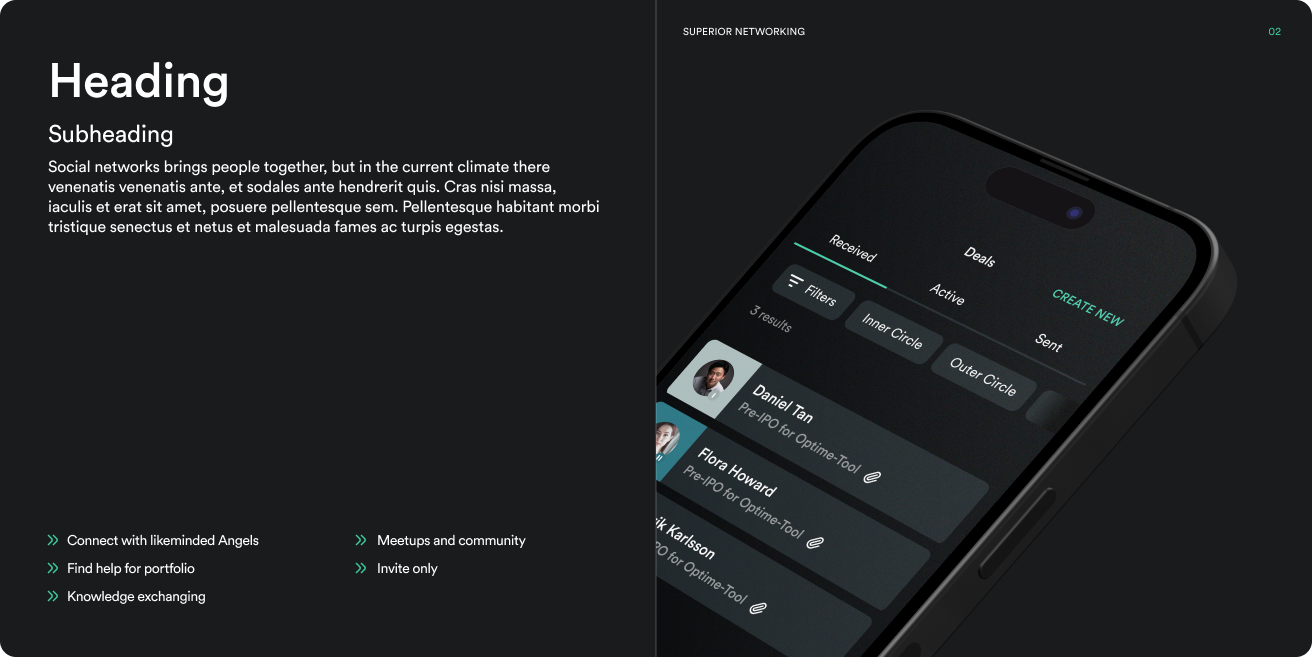 Heading
Subheading
Social networks brings people together, but in the current climate there
venenatis venenatis ante, et sodales ante hendrerit quis. Cras nisi massa,
iaculis et erat sit amet, posuere pellentesque sem. Pellentesque habitant morbi
tristique senectus et netus et malesuada fames ac turpis egestas.
Connect with likeminded Angels
Find help for portfolio
Knowledge exchanging
Meetups and community
Invite only
SUPERIOR NETWORKING
02
Deals
CREATE NEW
Received
Active
Sent
Filters
Inner Circle
Outer Circle
3 results
Daniel Tan
Pre-IPO for Optime-Tool
Flora Howard
Pre-IPO for Optime-Tool
ik Karlsson
PO for Optime-Tool